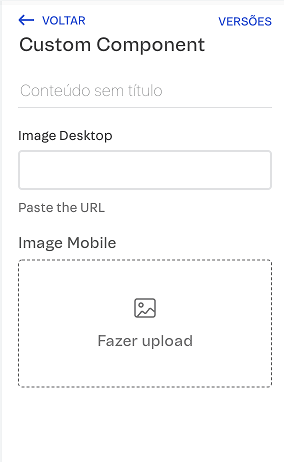 VOLTAR VERSÕES
Custom Component
Conteúdo sem título
Image Desktop
Paste the URL
Image Mobile
Fazer upload